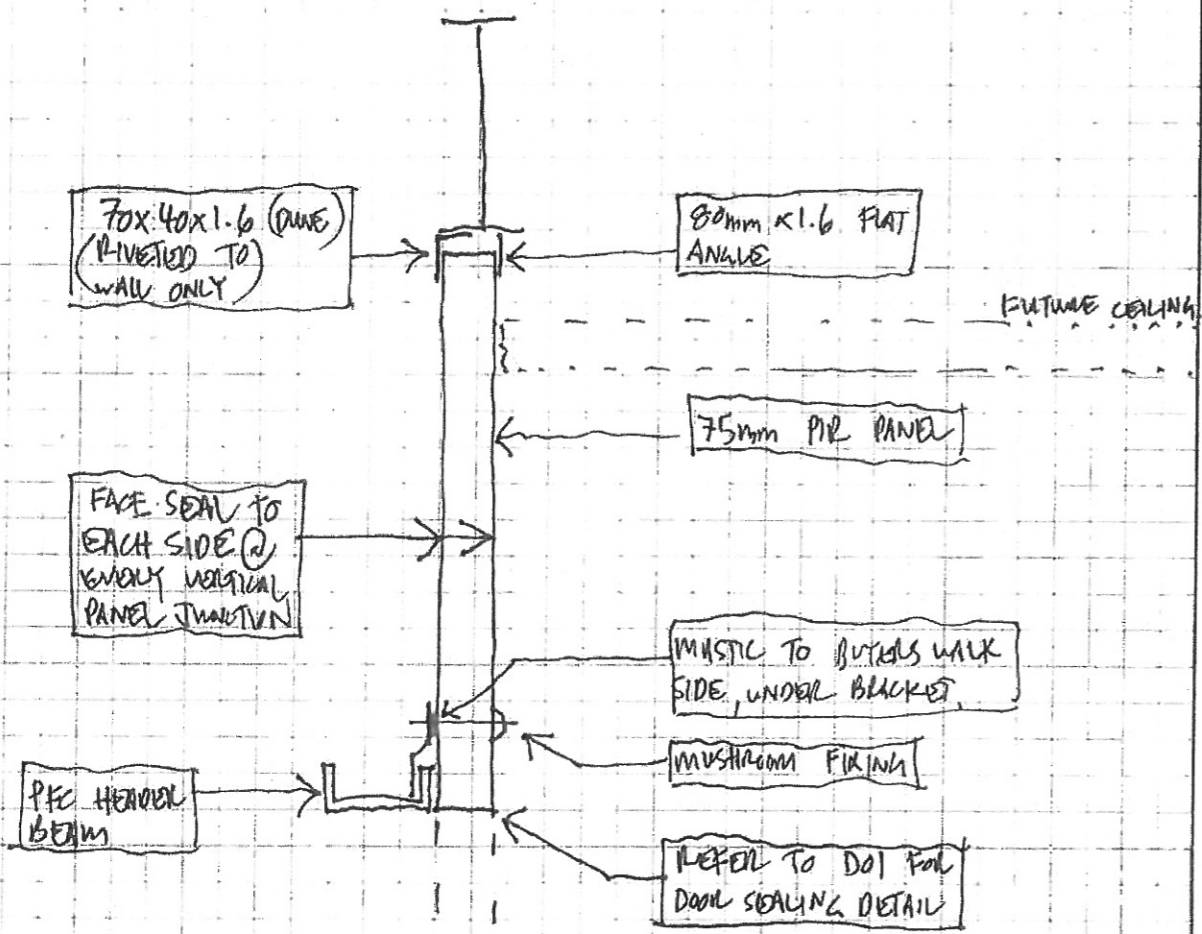 70x40x1.6
(RIVETED TO
WALL ONLY)
80mm x1.6 FLAT
ANGLE
FUTURE CEILING
75mm PIR PANEL
FACE SEAL TO
EACH SIDE @
EVERY VERTICAL
PANEL JUNCTION
MASTIC TO BUYERS WALK
SIDE, UNDER BRACKET
MUSHROOM FIXING
PFC HEADER
BEAM
REFER TO D01 FOR
DOOR SEALING DETAIL